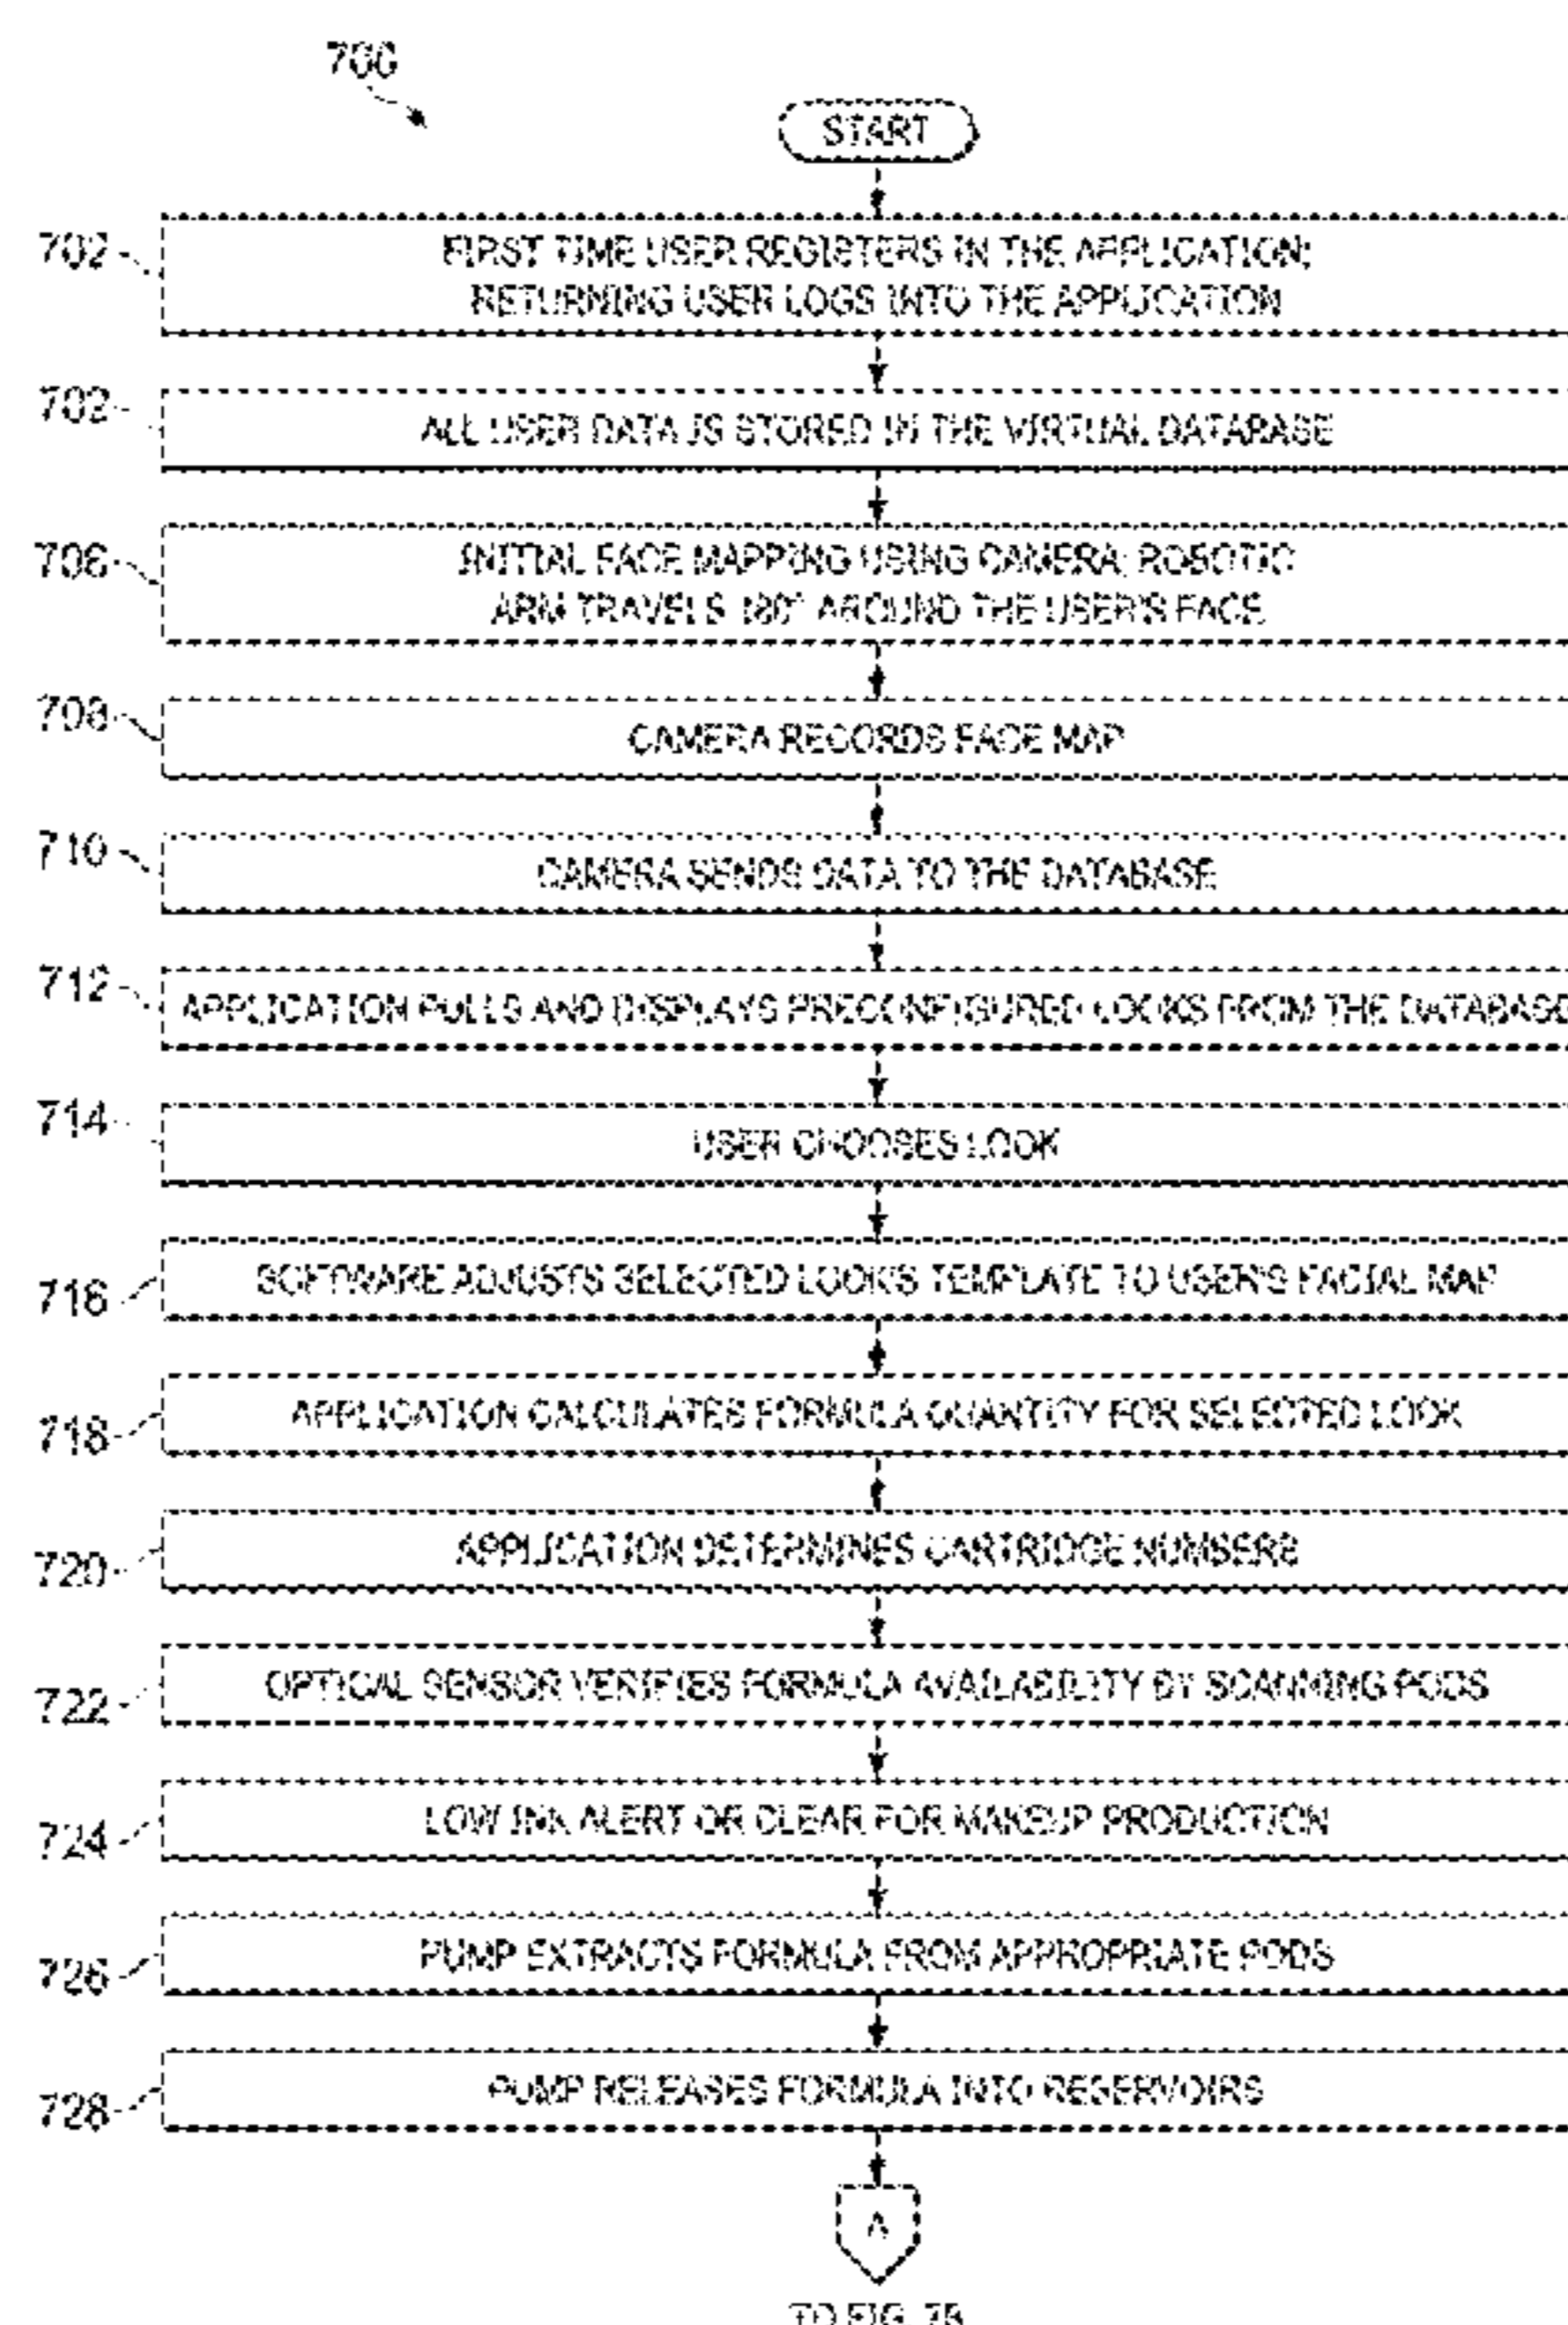 700
START
702
FIRST TIME USER REGISTERS IN THE APPLICATION;
RETURNING USER LOGS INTO THE APPLICATION
702
ALL USER DATA IS STORED IN THE VIRTUAL DATABASE
706
INITIAL FACE MAPPING USING CAMERA; ROBOTIC
ARM TRAVELS 180° AROUND THE USER'S FACE
708
CAMERA RECORDS FACE MAP
710
CAMERA SENDS DATA TO THE DATABASE
712
APPLICATION PULLS AND DISPLAYS PRECONFIGURED LOOKS FROM THE DATABASE
714
USER CHOOSES LOOK
716
SOFTWARE ADJUSTS SELECTED LOOKS TEMPLATE TO USER'S FACIAL MAP
718
APPLICATION CALCULATES FORMULA QUANTITY FOR SELECTED LOOK
720
APPLICATION DETERMINES CARTRIDGE NUMBERS
722
OPTICAL SENSOR VERIFIES FORMULA AVAILABILITY BY SCANNING PODS
724
LOW INK ALERT OR CLEAR FOR MAKEUP PRODUCTION
726
PUMP EXTRACTS FORMULA FROM APPROPRIATE PODS
728
PUMP RELEASES FORMULA INTO RESERVOIRS
A
TO FIG. 7B